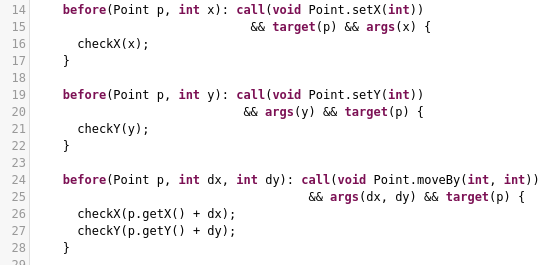 14 before(Point p, int x): call(void Point.setX(int))
15 && target(p) && args(x) {
16 checkX(x);
17 }
18
19 before(Point p, int y): call(void Point.setY(int))
20 && args(y) && target(p) {
21 checkY(y);
22 }
23
24 before(Point p, int dx, int dy): call(void Point.moveBy(int, int))
25 && args(dx, dy) && target(p) {
26 checkX(p.getX() + dx);
27 checkY(p.getY() + dy);
28 }
29